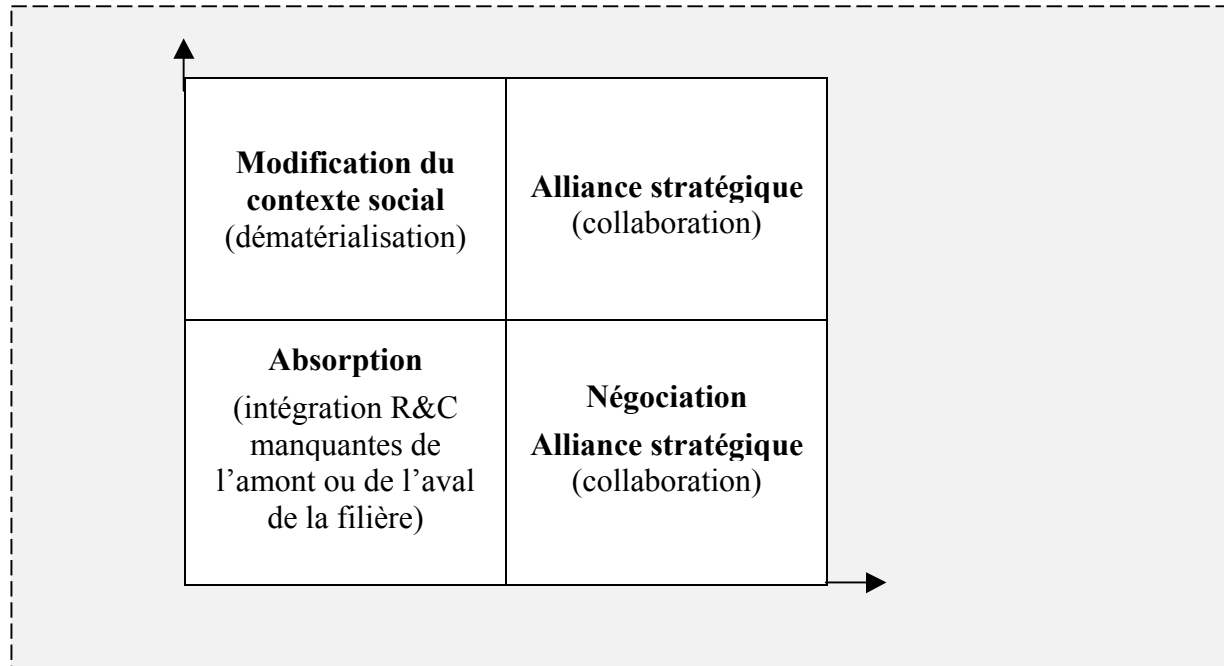 Modification du
contexte social
(dématérialisation)
Alliance stratégique
(collaboration)
Absorption
(intégration R&C
manquantes de
l’amont ou de l’aval
de la filière)
Négociation
Alliance stratégique
(collaboration)